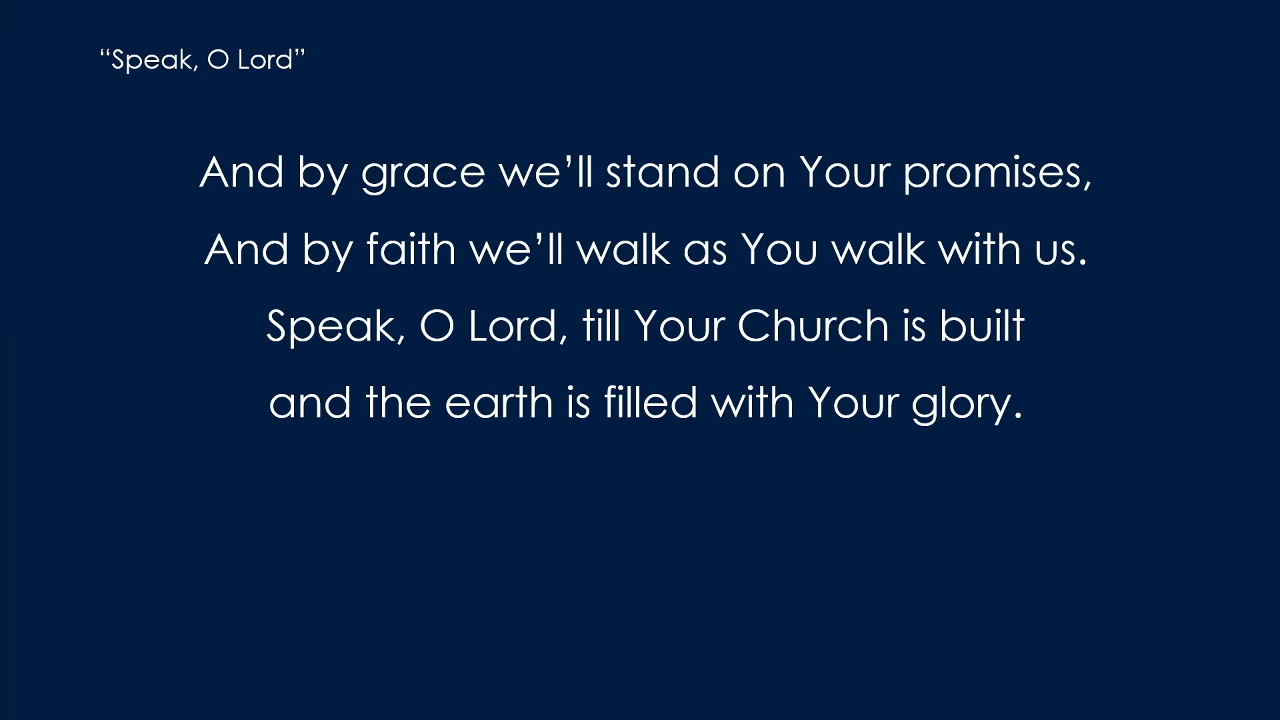 “Speak, O Lord”
And by grace we’ll stand on Your promises,
And by faith we’ll walk as You walk with us.
Speak, O Lord, till Your Church is built
and the earth is filled with Your glory.